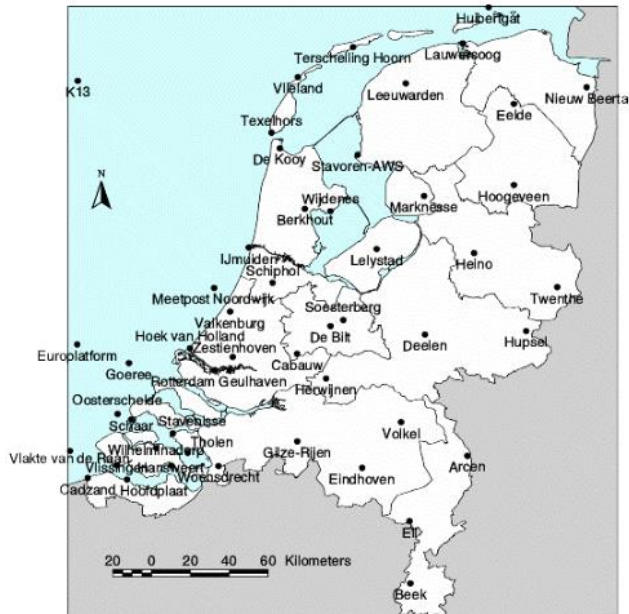 Huibertgat
Lauwersoog
Terschelling Hoorn
Vlieland
K13
Leeuwarden
Nieuw Beerta
Eelde
Texelhors
De Kooy
Stavoren-AWS
N
Hoogeveen
Wijdenes
Marknesse
Berkhout
IJmuiden
Lelystad
Heino
Schiphol
Meetpost Noordwijk
Twenthe
Soesterberg
Valkenburg
De Bilt
Hoek van Holland
Deelen
Hupsel
Europlatform
Zestienhoven
Cabauw
Goeree
Rotterdam Geulhaven
Herwijnen
Oosterschelde
Schaar
Stavenisse
Volkel
Tholen
Gilze-Rijen
Wilhelminadorp
Vlakte van de Raan
Vlissingen
Hansweert
Woensdrecht
Arcen
Eindhoven
Cadzand
Hoofdplaat
Ell
20 0 20 40 60 Kilometers
Beek